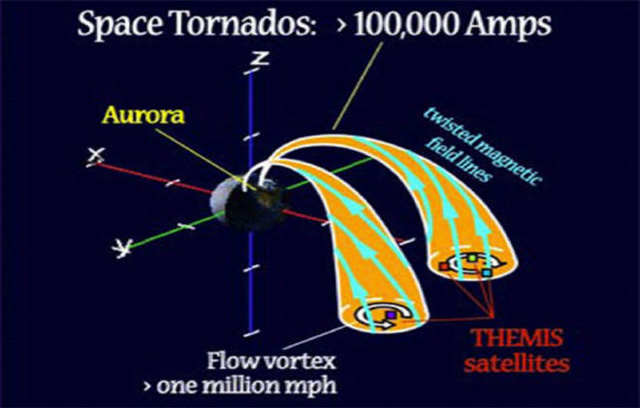 Space Tornados: > 100,000 Amps
Z
Aurora
twisted magnetic
field lines
X
y
THEMIS
satellites
Flow vortex
> one million mph